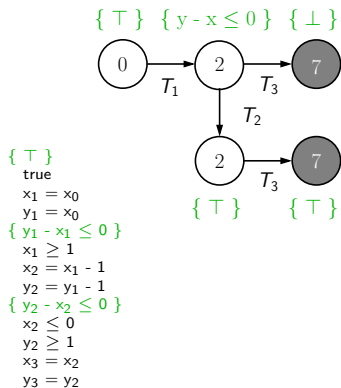 { ⊤ } { y - x ≤ 0 } { ⊥ }
0 2 7
T₁ T₃
T₂
2 7
T₃
{ ⊤ } { ⊤ }
{ ⊤ }
true
x₁ = x₀
y₁ = x₀
{ y₁ - x₁ ≤ 0 }
x₁ ≥ 1
x₂ = x₁ - 1
y₂ = y₁ - 1
{ y₂ - x₂ ≤ 0 }
x₂ ≤ 0
y₂ ≥ 1
x₃ = x₂
y₃ = y₂